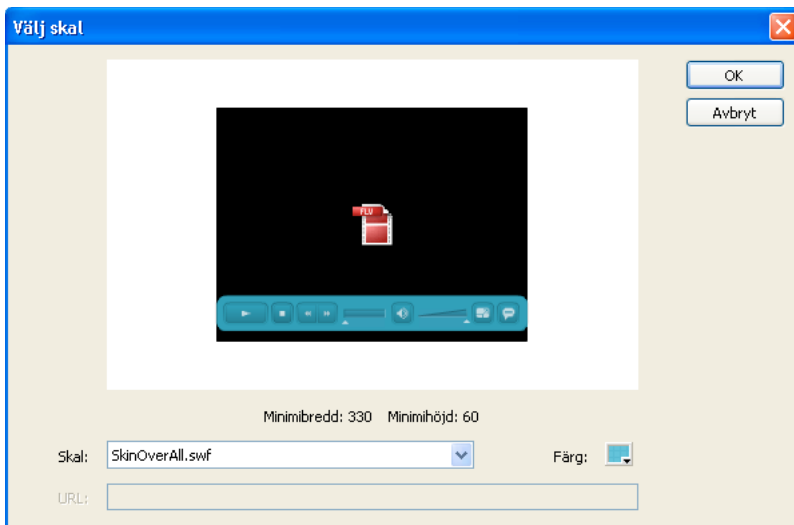 Välj skal
OK
Avbryt
FLV
Minimibredd: 330 Minimihöjd: 60
Skal: SkinOverAll.swf Färg:
URL: